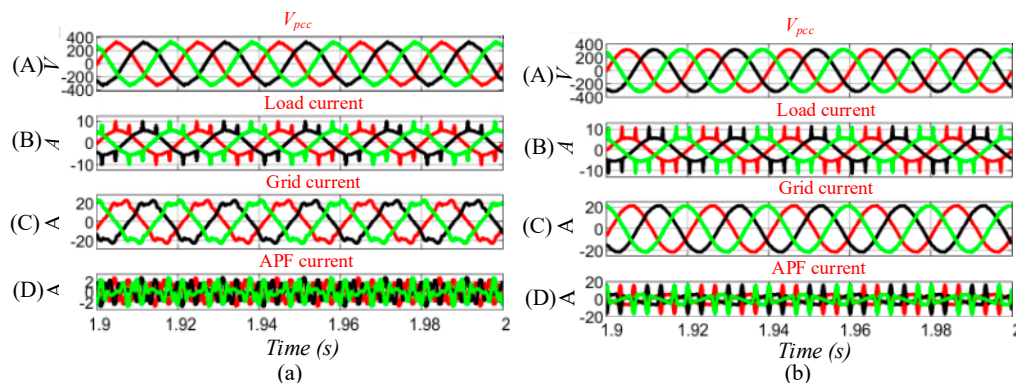 V_pcc
(A)
V
400
200
0
-200
-400
Load current
(B)
A
10
0
-10
Grid current
(C)
A
20
0
-20
APF current
(D)
A
2
0
-2
1.9 1.92 1.94 1.96 1.98 2
Time (s)
(a)
V_pcc
(A)
V
400
200
0
-200
-400
Load current
(B)
A
10
5
0
-10
Grid current
(C)
A
20
0
-20
APF current
(D)
A
20
0
-20
1.9 1.92 1.94 1.96 1.98 2
Time (s)
(b)